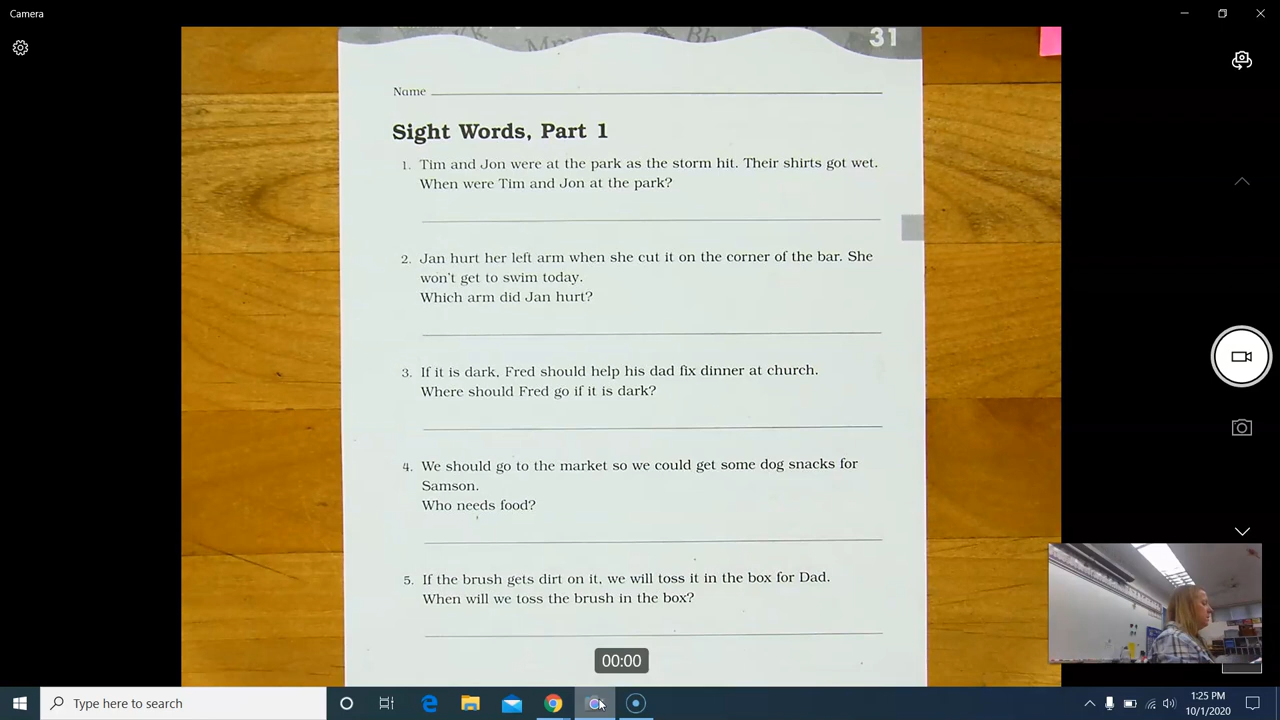 Camera
Mm
Bb
31
Name
Sight Words, Part 1
1. Tim and Jon were at the park as the storm hit. Their shirts got wet.
When were Tim and Jon at the park?
2. Jan hurt her left arm when she cut it on the corner of the bar. She
won't get to swim today.
Which arm did Jan hurt?
3. If it is dark, Fred should help his dad fix dinner at church.
Where should Fred go if it is dark?
4. We should go to the market so we could get some dog snacks for
Samson.
Who needs food?
5. If the brush gets dirt on it, we will toss it in the box for Dad.
When will we toss the brush in the box?
00:00
Type here to search
1:25 PM
10/1/2020